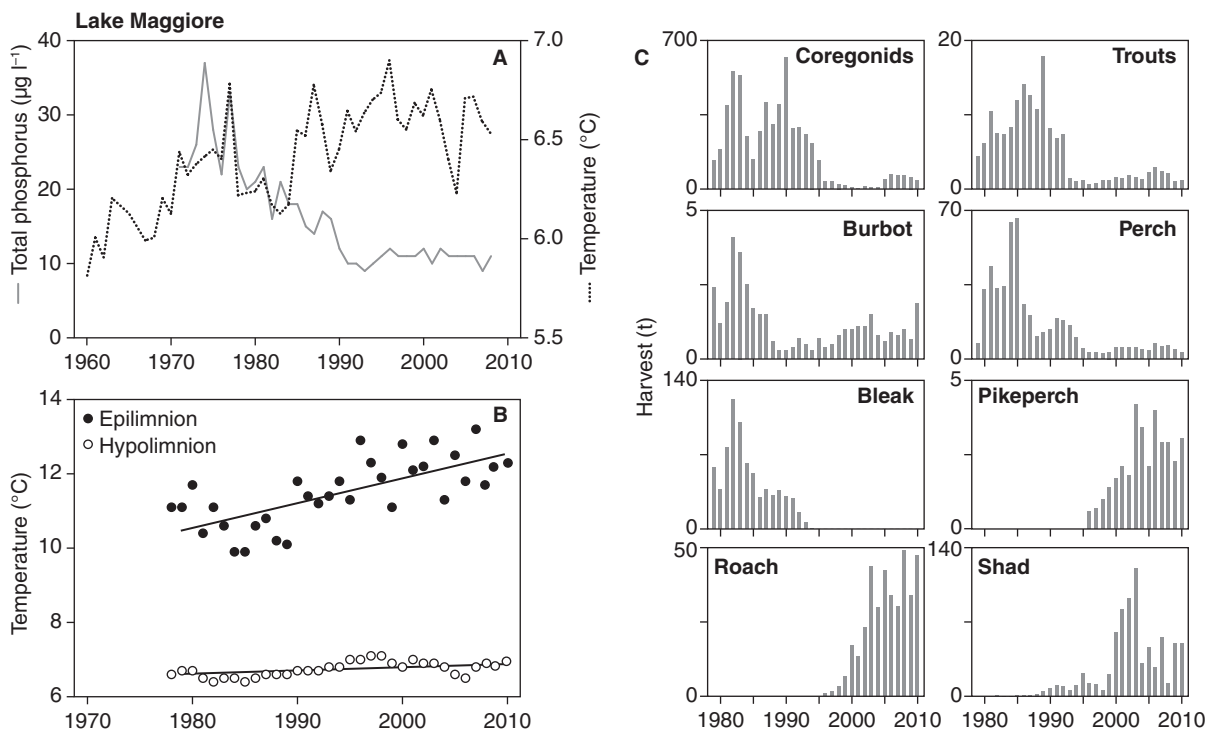 Lake Maggiore
A
— Total phosphorus (µg l⁻¹)
40
30
20
10
0
7.0
6.5
6.0
5.5
Temperature (°C)
1960 1970 1980 1990 2000 2010
B
Epilimnion
Hypolimnion
Temperature (°C)
14
12
10
8
6
1970 1980 1990 2000 2010
C
Harvest (t)
700
0
Coregonids
20
0
Trouts
5
0
Burbot
70
0
Perch
140
0
Bleak
5
0
Pikeperch
50
0
Roach
140
0
Shad
1980 1990 2000 2010
1980 1990 2000 2010